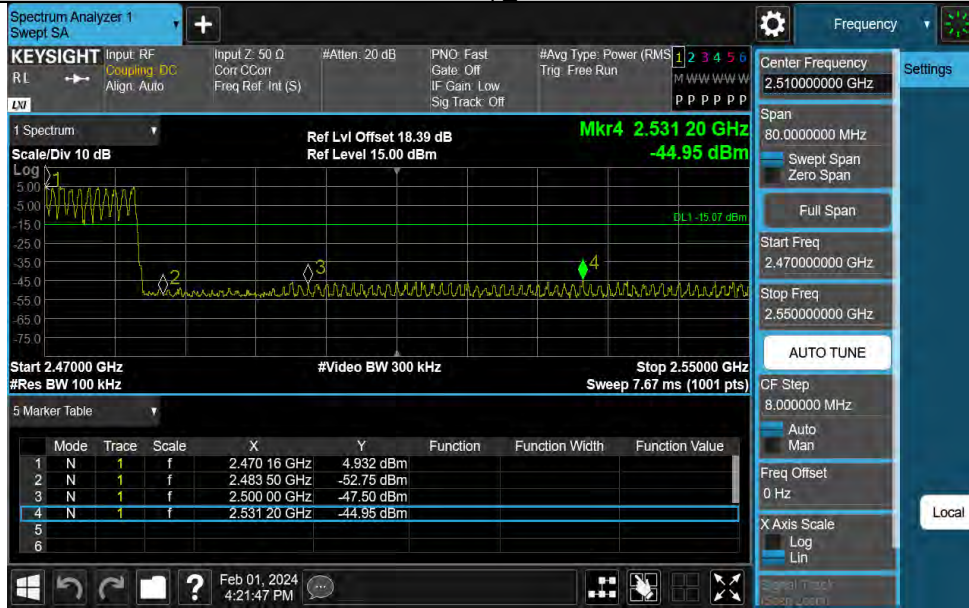 Spectrum Analyzer 1
Swept SA
+
Frequency
KEYSIGHT Input: RF Input Z: 50 Ω #Atten: 20 dB PNO: Fast #Avg Type: Power (RMS 1 2 3 4 5 6
RL Coupling: DC Corr CCorr Gate: Off Trig: Free Run M W W W W W
Align: Auto Freq Ref: Int (S) IF Gain: Low
LXI Sig Track: Off P P P P P P
Center Frequency
2.510000000 GHz
Settings
Span
80.0000000 MHz
Swept Span
Zero Span
Full Span
Start Freq
2.470000000 GHz
Stop Freq
2.550000000 GHz
AUTO TUNE
CF Step
8.000000 MHz
Auto
Man
Freq Offset
0 Hz
X Axis Scale
Log
Lin
Signal Track
(Span Zoom)
Local
1 Spectrum
Scale/Div 10 dB
Ref Lvl Offset 18.39 dB
Ref Level 15.00 dBm
Mkr4 2.531 20 GHz
-44.95 dBm
Log
5.00
-5.00
-15.0
-25.0
-35.0
-45.0
-55.0
-65.0
-75.0
1
2
3
4
DL1 -15.07 dBm
Start 2.47000 GHz #Video BW 300 kHz Stop 2.55000 GHz
#Res BW 100 kHz Sweep 7.67 ms (1001 pts)
5 Marker Table
Mode Trace Scale X Y Function Function Width Function Value
1 N 1 f 2.470 16 GHz 4.932 dBm
2 N 1 f 2.483 50 GHz -52.75 dBm
3 N 1 f 2.500 00 GHz -47.50 dBm
4 N 1 f 2.531 20 GHz -44.95 dBm
5
6
?
Feb 01, 2024
4:21:47 PM